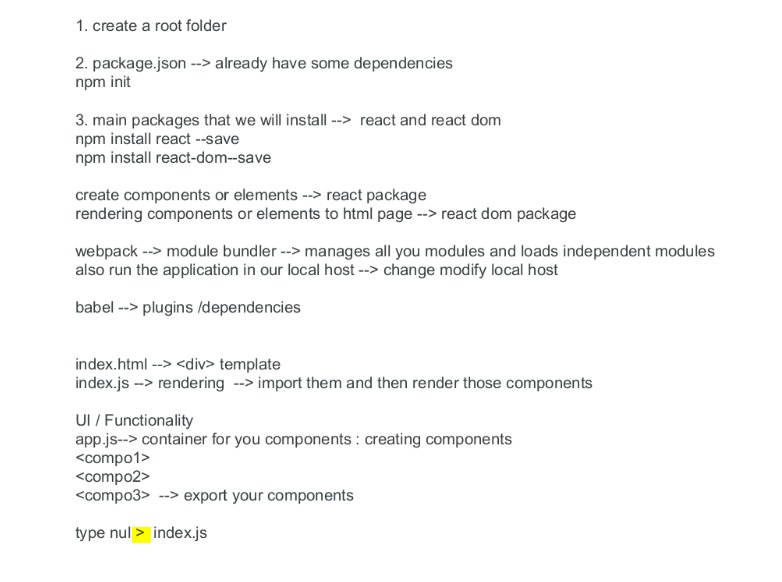 1. create a root folder
2. package.json --> already have some dependencies
npm init
3. main packages that we will install --> react and react dom
npm install react --save
npm install react-dom--save
create components or elements --> react package
rendering components or elements to html page --> react dom package
webpack --> module bundler --> manages all you modules and loads independent modules
also run the application in our local host --> change modify local host
babel --> plugins /dependencies
index.html --> <div> template
index.js --> rendering --> import them and then render those components
UI / Functionality
app.js--> container for you components : creating components
<compo1>
<compo2>
<compo3> --> export your components
type nul > index.js